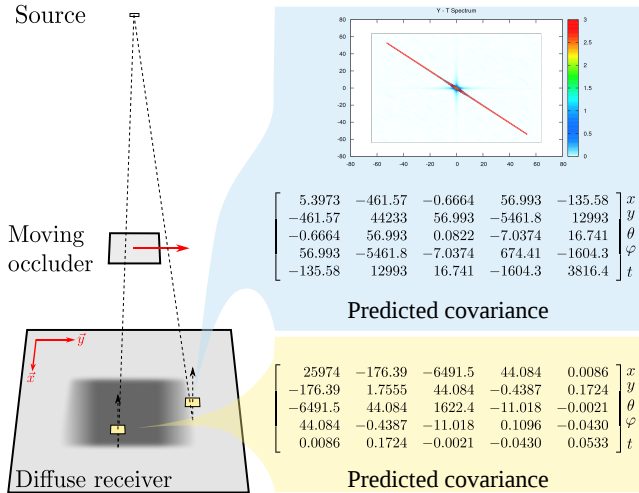 Source
Y - T Spectrum
80
60
40
20
0
-20
-40
-60
-80
-80 -60 -40 -20 0 20 40 60 80
3
2.5
2
1.5
1
0.5
0
5.3973 −461.57 −0.6664 56.993 −135.58 x
−461.57 44233 56.993 −5461.8 12993 y
−0.6664 56.993 0.0822 −7.0374 16.741 θ
56.993 −5461.8 −7.0374 674.41 −1604.3 φ
−135.58 12993 16.741 −1604.3 3816.4 t
Predicted covariance
Moving
occluder
y
x
25974 −176.39 −6491.5 44.084 0.0086 x
−176.39 1.7555 44.084 −0.4387 0.1724 y
−6491.5 44.084 1622.4 −11.018 −0.0021 θ
44.084 −0.4387 −11.018 0.1096 −0.0430 φ
0.0086 0.1724 −0.0021 −0.0430 0.0533 t
Predicted covariance
Diffuse receiver